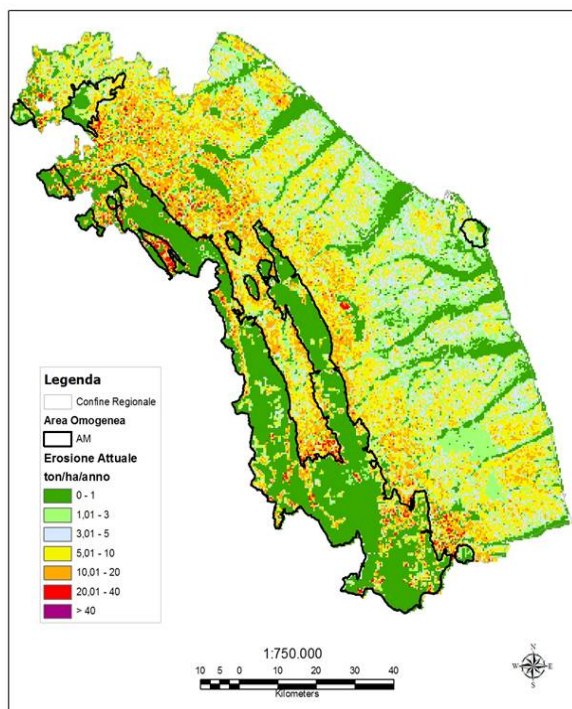 Legenda
Confine Regionale
Area Omogenea
AM
Erosione Attuale
ton/ha/anno
0 - 1
1,01 - 3
3,01 - 5
5,01 - 10
10,01 - 20
20,01 - 40
> 40
1:750.000
10 5 0 10 20 30 40
Kilometers
N
W E
S